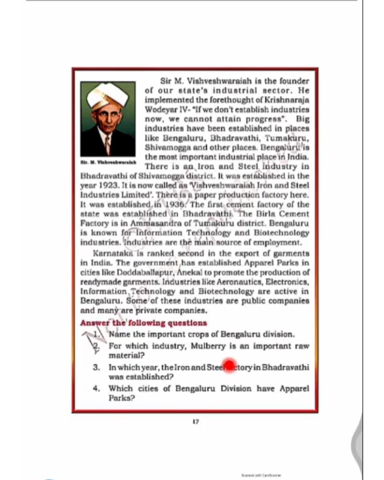 Sir M. Vishveshwaraiah is the founder
of our state's industrial sector. He
implemented the forethought of Krishnaraja
Wodeyar IV- "If we don't establish industries
now, we cannot attain progress". Big
industries have been established in places
like Bengaluru, Bhadravathi, Tumakuru,
Shivamogga and other places. Bengaluru is
the most important industrial place in India.
Sir. M. Vishveshwaraiah
There is an Iron and Steel industry in
Bhadravathi of Shivamogga district. It was established in the
year 1923. It is now called as 'Vishveshwaraiah Iron and Steel
Industries Limited'. There is a paper production factory here.
It was established in 1936. The first cement factory of the
state was established in Bhadravathi. The Birla Cement
Factory is in Ammasandra of Tumakuru district. Bengaluru
is known for Information Technology and Biotechnology
industries. Industries are the main source of employment.
Karnataka is ranked second in the export of garments
in India. The government has established Apparel Parks in
cities like Doddaballapur, Anekal to promote the production of
readymade garments. Industries like Aeronautics, Electronics,
Information Technology and Biotechnology are active in
Bengaluru. Some of these industries are public companies
and many are private companies.
Answer the following questions
1. Name the important crops of Bengaluru division.
2. For which industry, Mulberry is an important raw
material?
3. In which year, the Iron and Steel factory in Bhadravathi
was established?
4. Which cities of Bengaluru Division have Apparel
Parks?
17
Scanned with CamScanner